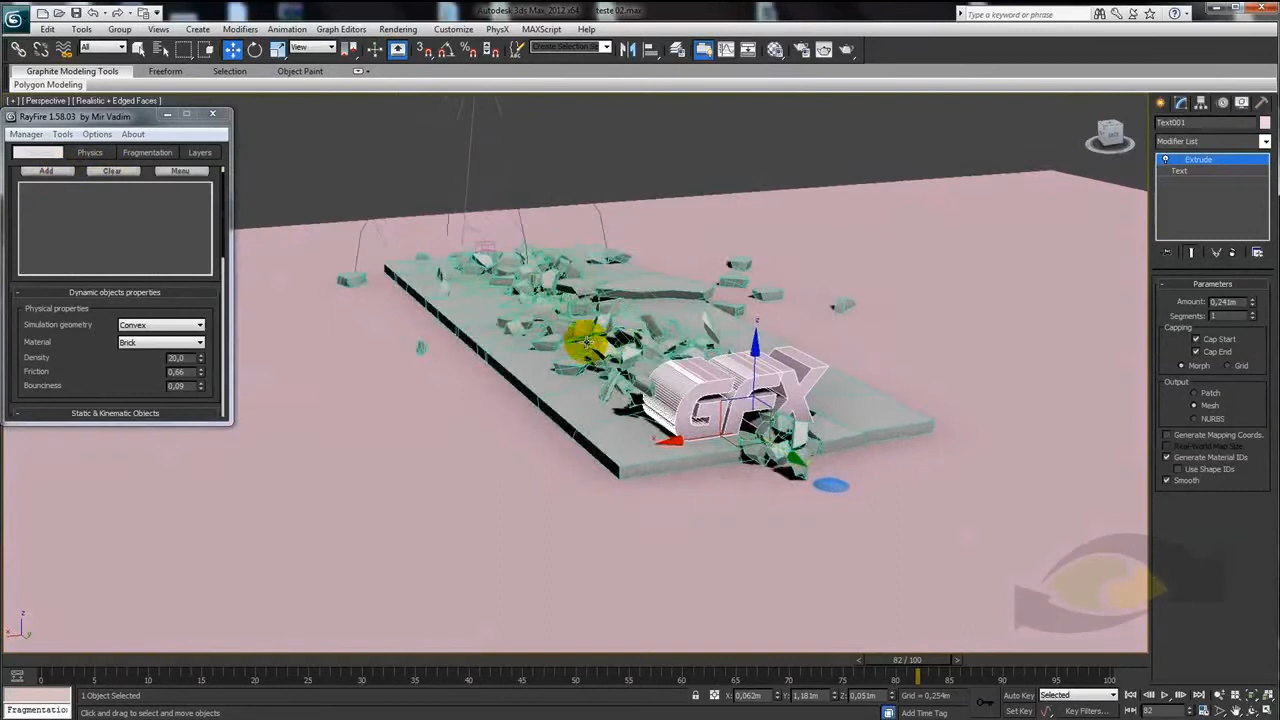 Autodesk 3ds Max 2012 x64 teste 02.max
Type a keyword or phrase
Edit Tools Group Views Create Modifiers Animation Graph Editors Rendering Customize PhysX MAXScript Help
All View Create Selection Se
Graphite Modeling Tools Freeform Selection Object Paint
Polygon Modeling
[ + ] [ Perspective ] [ Realistic + Edged Faces ]
RayFire 1.58.03 by Mir Vadim
Manager Tools Options About
Physics Fragmentation Layers
Add Clear Menu
Dynamic objects properties
Physical properties
Simulation geometry Convex
Material Brick
Density 20,0
Friction 0,66
Bounciness 0,09
Static & Kinematic Objects
GFX
z
x
z
x y
Text001
Modifier List
Extrude
Text
Parameters
Amount: 0,241m
Segments: 1
Capping
Cap Start
Cap End
Morph Grid
Output
Patch
Mesh
NURBS
Generate Mapping Coords.
Real-World Map Size
Generate Material IDs
Use Shape IDs
Smooth
< 82 / 100 >
0 5 10 15 20 25 30 35 40 45 50 55 60 65 70 75 80 85 90 95 100
1 Object Selected X: 0,062m Y: 1,181m Z: 0,051m Grid = 0,254m Auto Key Selected
Fragmentatio Click and drag to select and move objects Add Time Tag Set Key Key Filters... 82